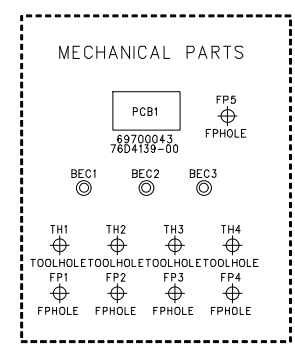 MECHANICAL PARTS
PCB1
FP5
FPHOLE
69700043
76D4139-00
BEC1 BEC2 BEC3
TH1 TH2 TH3 TH4
TOOLHOLE TOOLHOLE TOOLHOLE TOOLHOLE
FP1 FP2 FP3 FP4
FPHOLE FPHOLE FPHOLE FPHOLE